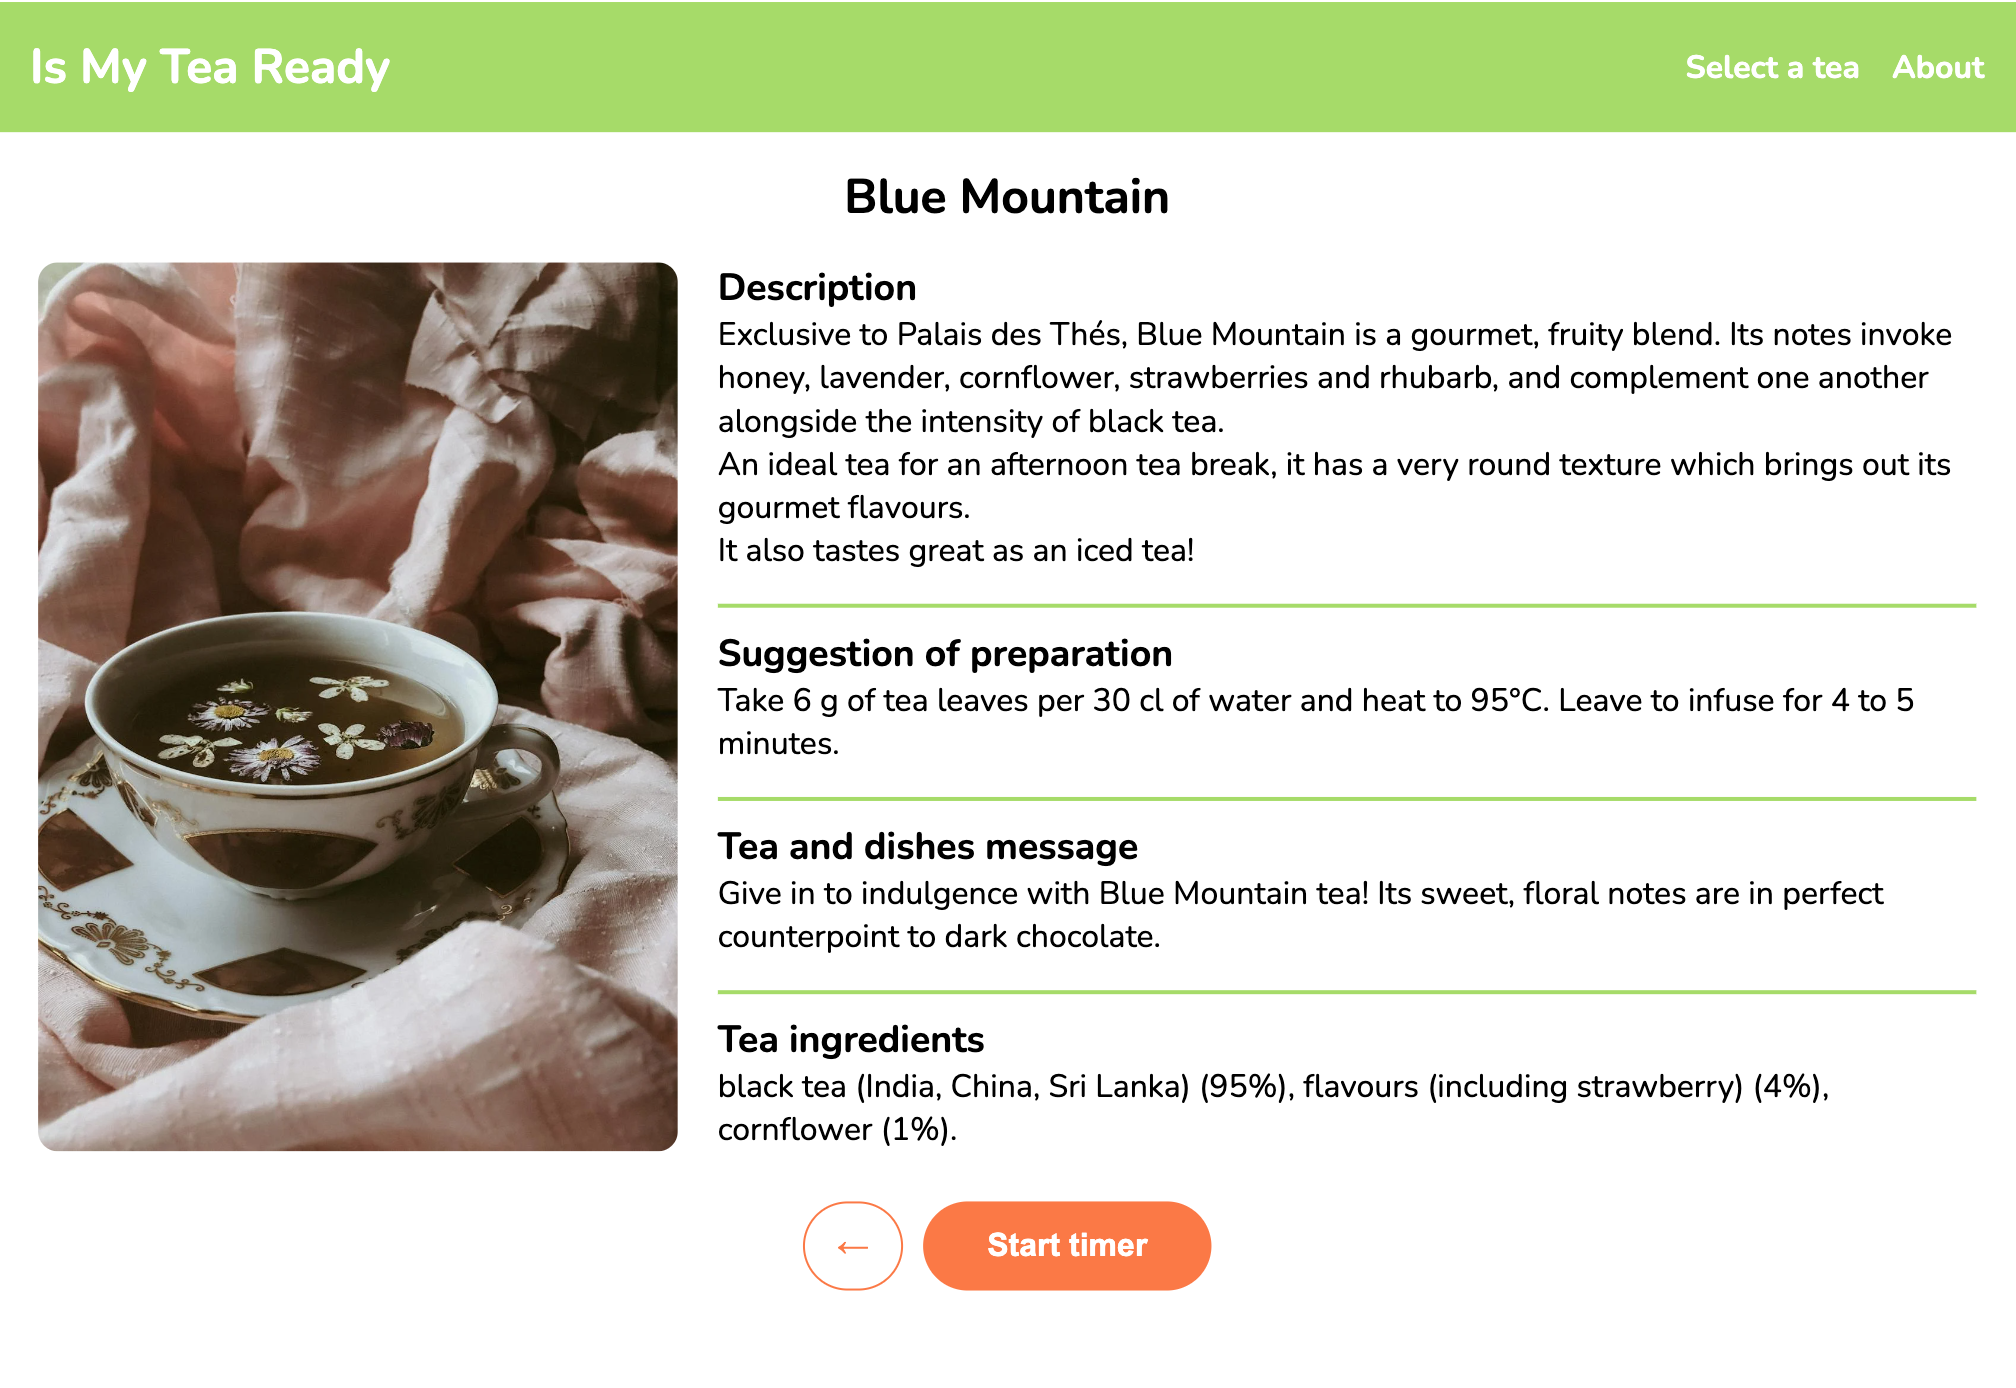 Is My Tea Ready
Select a tea
About
Blue Mountain
Description
Exclusive to Palais des Thés, Blue Mountain is a gourmet, fruity blend. Its notes invoke
honey, lavender, cornflower, strawberries and rhubarb, and complement one another
alongside the intensity of black tea.
An ideal tea for an afternoon tea break, it has a very round texture which brings out its
gourmet flavours.
It also tastes great as an iced tea!
Suggestion of preparation
Take 6 g of tea leaves per 30 cl of water and heat to 95°C. Leave to infuse for 4 to 5
minutes.
Tea and dishes message
Give in to indulgence with Blue Mountain tea! Its sweet, floral notes are in perfect
counterpoint to dark chocolate.
Tea ingredients
black tea (India, China, Sri Lanka) (95%), flavours (including strawberry) (4%),
cornflower (1%).
← Start timer